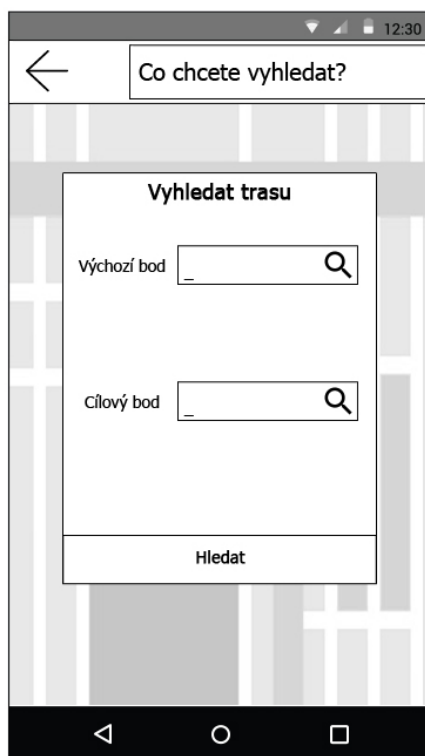 12:30
Co chcete vyhledat?
Vyhledat trasu
Výchozí bod
_
Cílový bod
_
Hledat